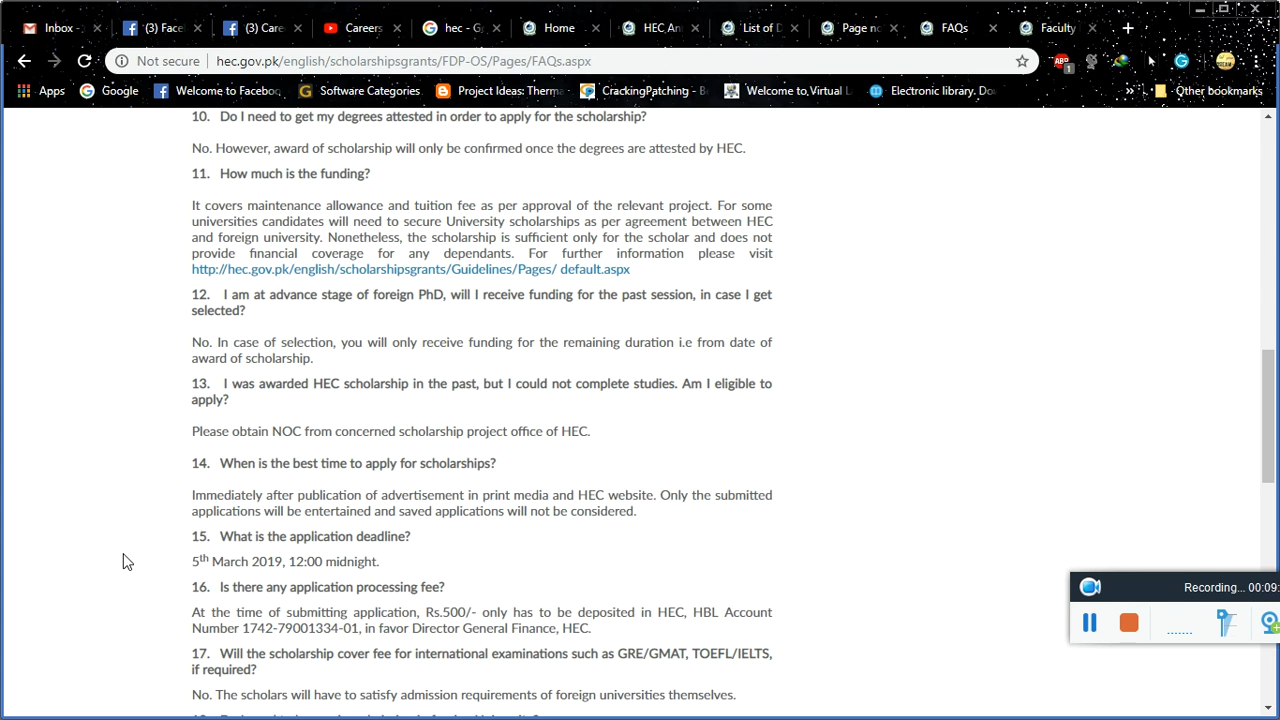 Inbox -
(3) Face
(3) Care
Careers
hec - G
Home
HEC An
List of D
Page no
FAQs
Faculty
Not secure
hec.gov.pk/english/scholarshipsgrants/FDP-OS/Pages/FAQs.aspx
ABP
1
Apps
Google
Welcome to Faceboo
Software Categories
Project Ideas: Therma
CrackingPatching - B
Welcome to Virtual L
Electronic library. Do
»
Other bookmarks
10. Do I need to get my degrees attested in order to apply for the scholarship?
No. However, award of scholarship will only be confirmed once the degrees are attested by HEC.
11. How much is the funding?
It covers maintenance allowance and tuition fee as per approval of the relevant project. For some
universities candidates will need to secure University scholarships as per agreement between HEC
and foreign university. Nonetheless, the scholarship is sufficient only for the scholar and does not
provide financial coverage for any dependants. For further information please visit
http://hec.gov.pk/english/scholarshipsgrants/Guidelines/Pages/ default.aspx
12. I am at advance stage of foreign PhD, will I receive funding for the past session, in case I get
selected?
No. In case of selection, you will only receive funding for the remaining duration i.e from date of
award of scholarship.
13. I was awarded HEC scholarship in the past, but I could not complete studies. Am I eligible to
apply?
Please obtain NOC from concerned scholarship project office of HEC.
14. When is the best time to apply for scholarships?
Immediately after publication of advertisement in print media and HEC website. Only the submitted
applications will be entertained and saved applications will not be considered.
15. What is the application deadline?
5th March 2019, 12:00 midnight.
16. Is there any application processing fee?
At the time of submitting application, Rs.500/- only has to be deposited in HEC, HBL Account
Number 1742-79001334-01, in favor Director General Finance, HEC.
17. Will the scholarship cover fee for international examinations such as GRE/GMAT, TOEFL/IELTS,
if required?
No. The scholars will have to satisfy admission requirements of foreign universities themselves.
Recording... 00:09: